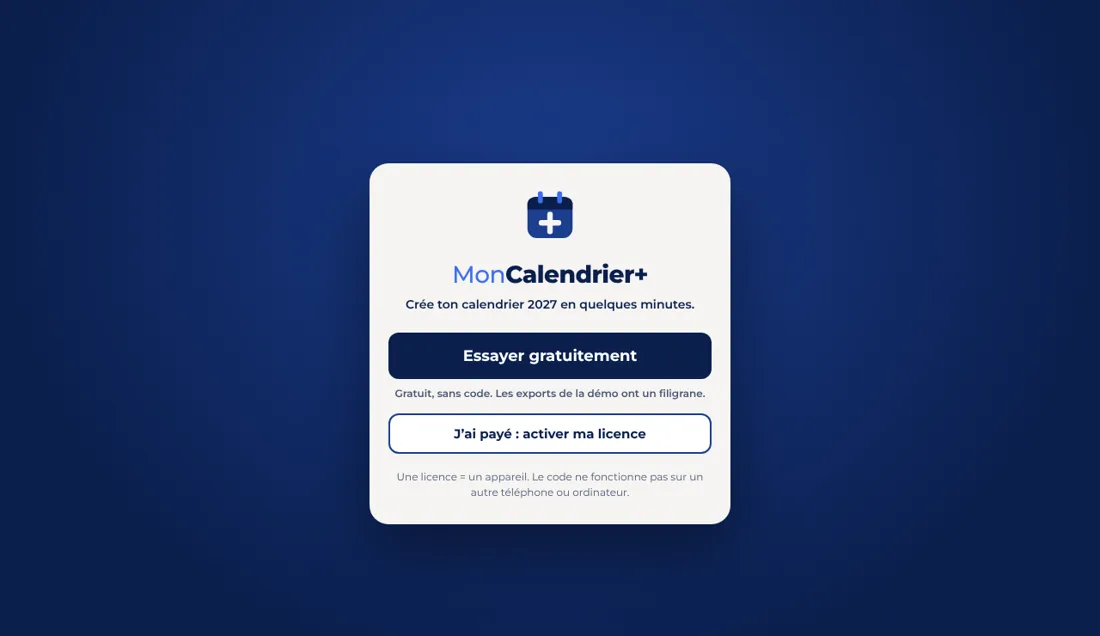 MonCalendrier+
Crée ton calendrier 2027 en quelques minutes.
Essayer gratuitement
Gratuit, sans code. Les exports de la démo ont un filigrane.
J’ai payé : activer ma licence
Une licence = un appareil. Le code ne fonctionne pas sur un
autre téléphone ou ordinateur.